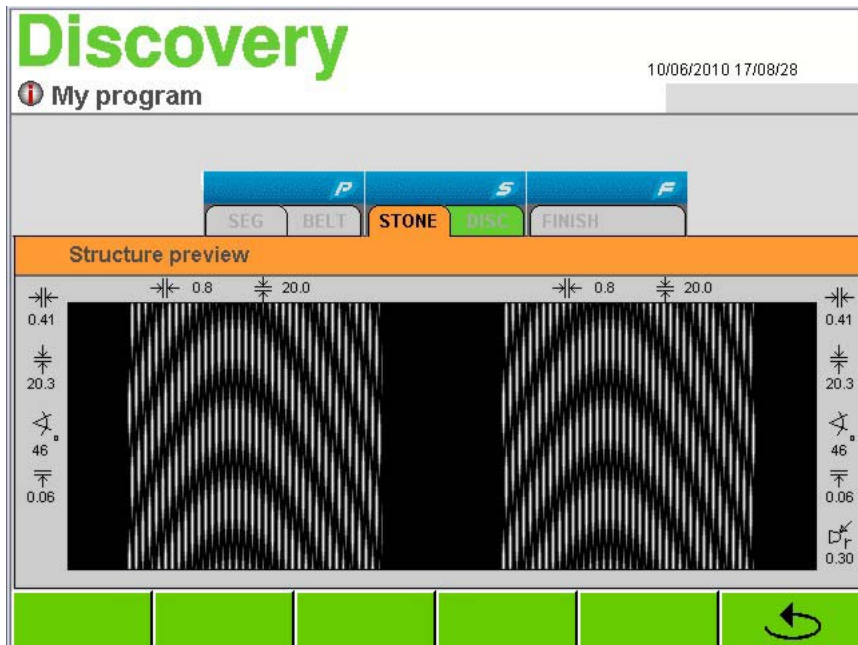 Discovery
10/06/2010 17/08/28
My program
P S F
SEG BELT STONE DISC FINISH
Structure preview
0.8 20.0 0.8 20.0
0.41 0.41
20.3 20.3
46 46
0.06 0.06
Dr
0.30